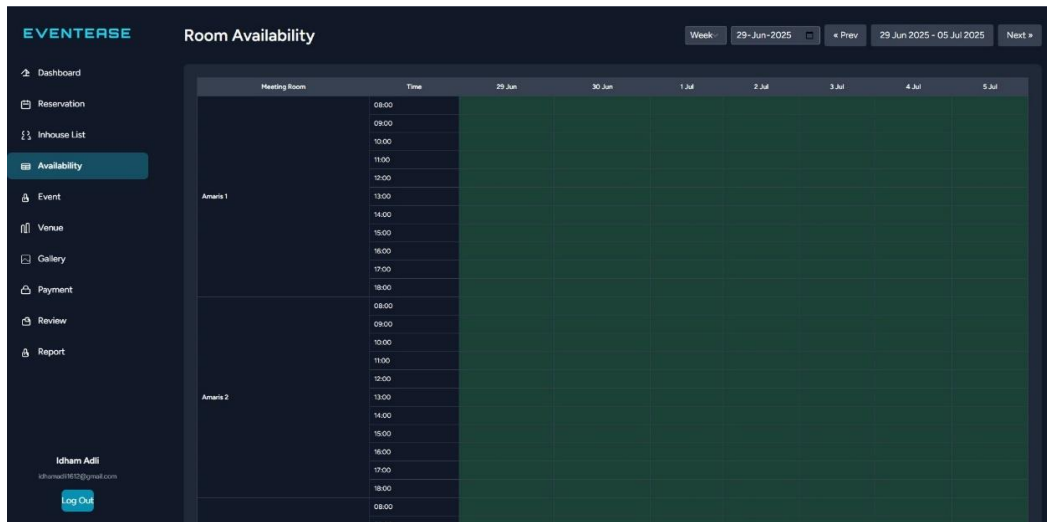 EVENTEASE
Dashboard
Reservation
Inhouse List
Availability
Event
Venue
Gallery
Payment
Review
Report
Idham Adli
idhamadli1612@gmail.com
Log Out
Room Availability
Week
29-Jun-2025
« Prev
29 Jun 2025 - 05 Jul 2025
Next »
Meeting Room Time 29 Jun 30 Jun 1 Jul 2 Jul 3 Jul 4 Jul 5 Jul
Amaris 1
08:00
09:00
10:00
11:00
12:00
13:00
14:00
15:00
16:00
17:00
18:00
Amaris 2
08:00
09:00
10:00
11:00
12:00
13:00
14:00
15:00
16:00
17:00
18:00
08:00